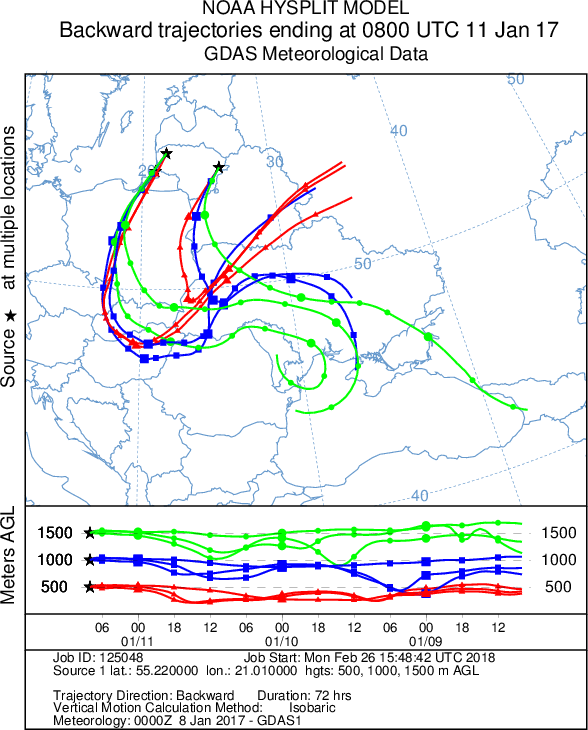 NOAA HYSPLIT MODEL
Backward trajectories ending at 0800 UTC 11 Jan 17
GDAS Meteorological Data
Source ★ at multiple locations
50
40
30
50
40
Meters AGL
1500 1500
1000 1000
500 500
06 00 18 12 06 00 18 12 06 00 18 12
01/11 01/10 01/09
Job ID: 125048 Job Start: Mon Feb 26 15:48:42 UTC 2018
Source 1 lat.: 55.220000 lon.: 21.010000 hgts: 500, 1000, 1500 m AGL
Trajectory Direction: Backward Duration: 72 hrs
Vertical Motion Calculation Method: Isobaric
Meteorology: 0000Z 8 Jan 2017 - GDAS1